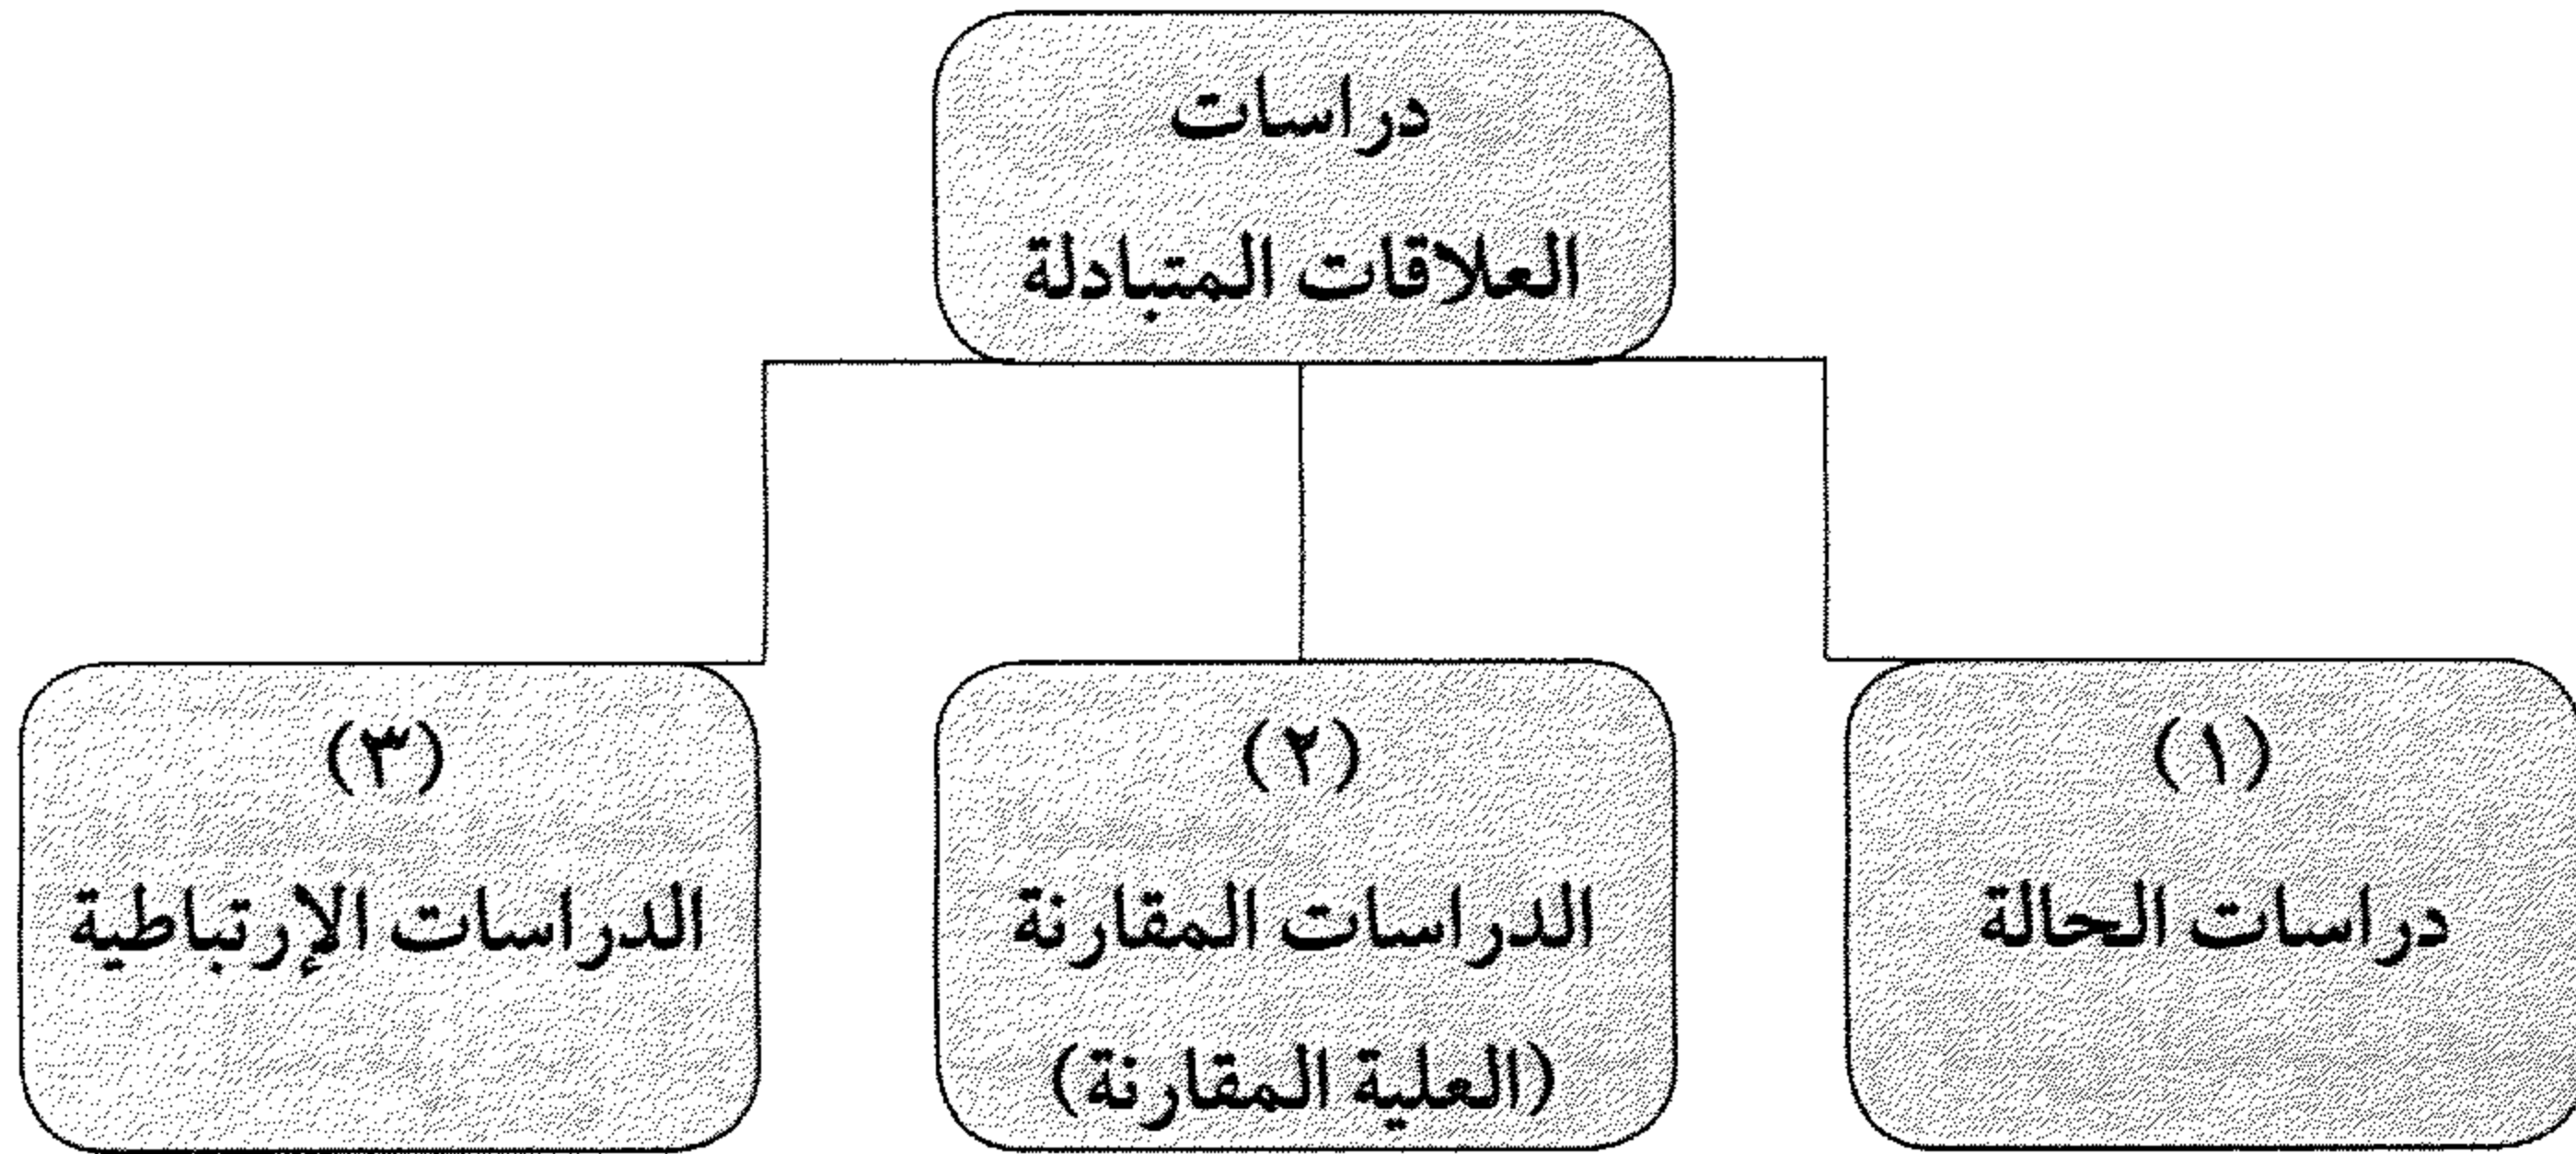 دراسات
العلاقات المتبادلة
(١)
دراسات الحالة
(٢)
الدراسات المقارنة
(العلية المقارنة)
(٣)
الدراسات الإرتباطية